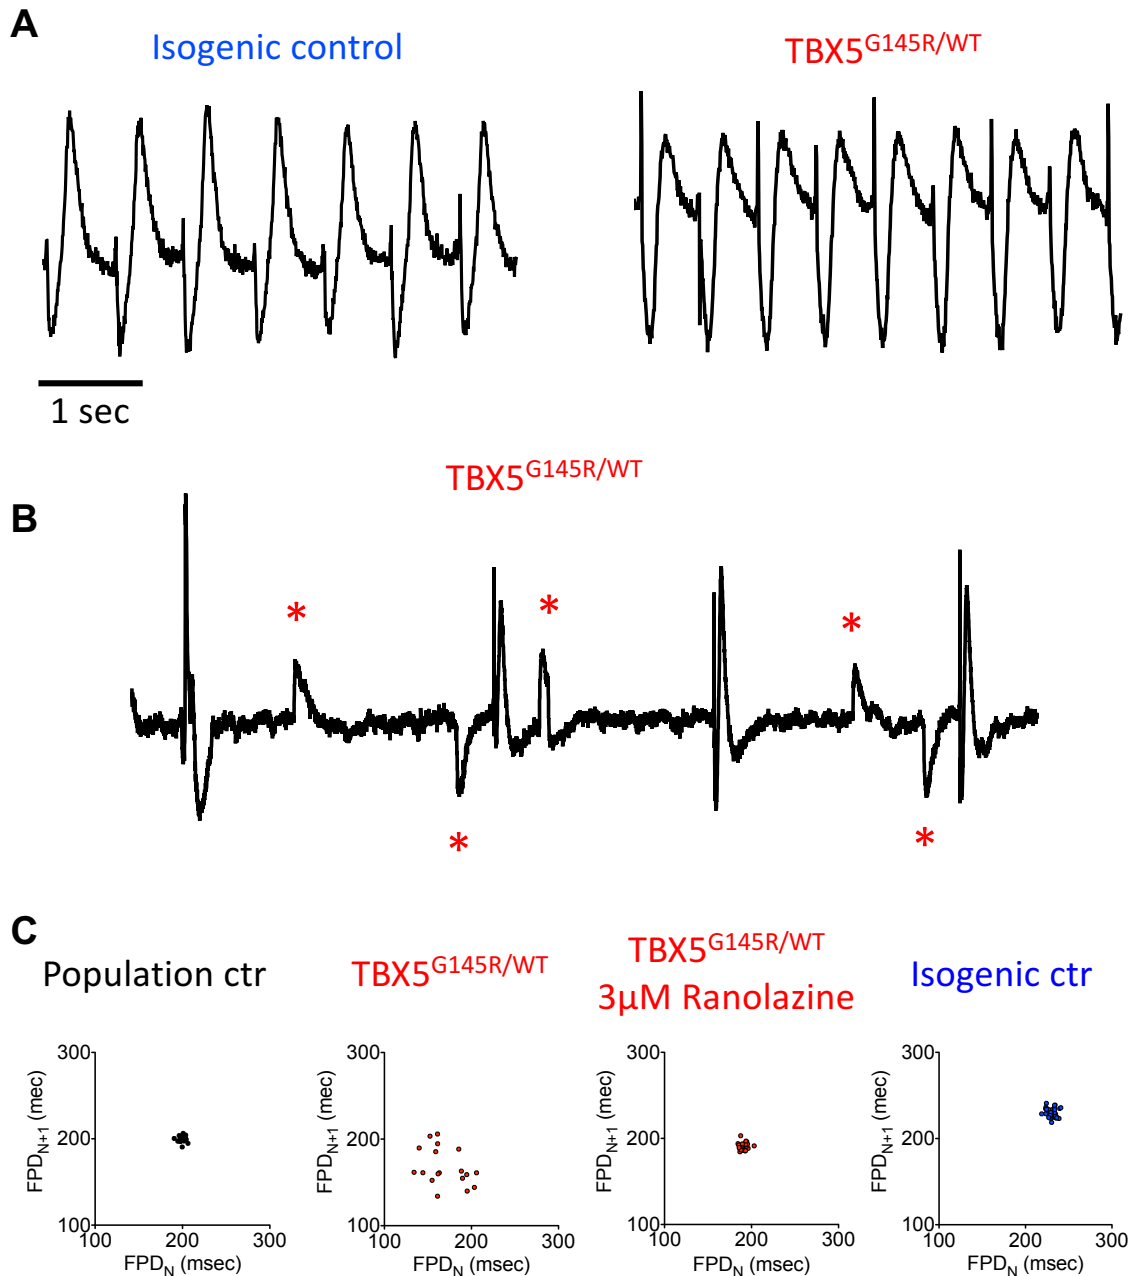 A
Isogenic control
TBX5G145R/WT
1 sec
TBX5G145R/WT
B
*
*
*
*
*
C
Population ctr
TBX5G145R/WT
TBX5G145R/WT
3µM Ranolazine
Isogenic ctr
300
200
100
FPDN+1 (mec)
100
200
300
FPDN (msec)
300
200
100
FPDN+1 (mec)
100
200
300
FPDN (msec)
300
200
100
FPDN+1 (mec)
100
200
300
FPDN (msec)
300
200
100
FPDN+1 (mec)
100
200
300
FPDN (msec)